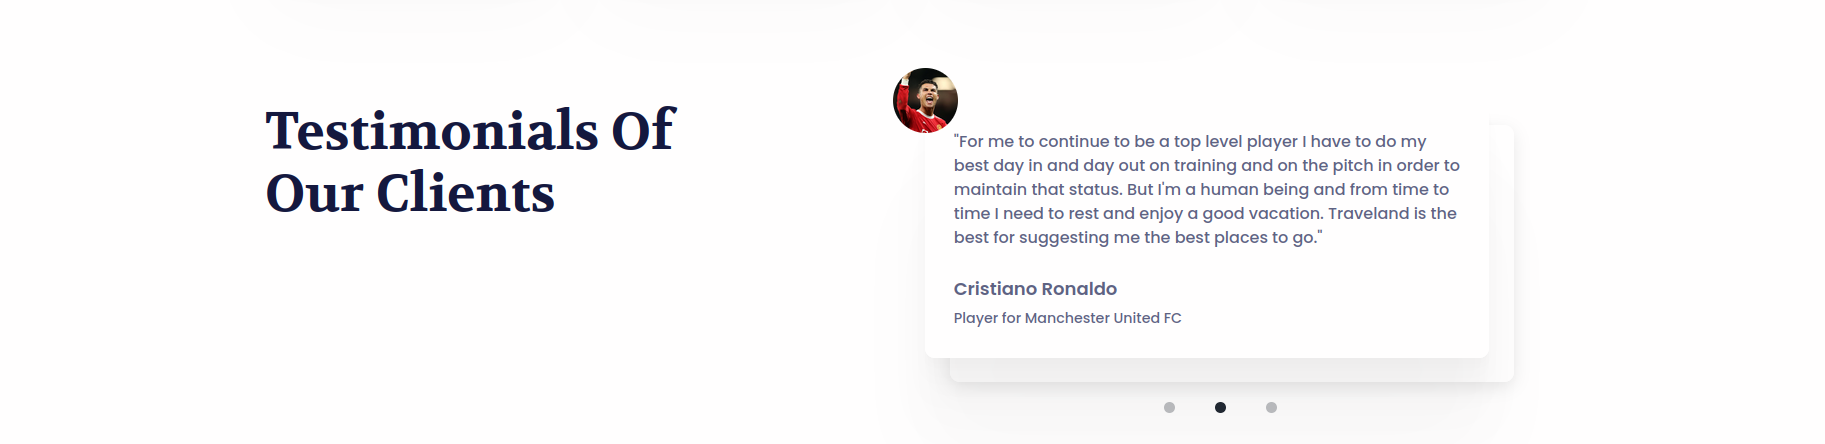 Testimonials Of
Our Clients
"For me to continue to be a top level player I have to do my
best day in and day out on training and on the pitch in order to
maintain that status. But I'm a human being and from time to
time I need to rest and enjoy a good vacation. Traveland is the
best for suggesting me the best places to go."
Cristiano Ronaldo
Player for Manchester United FC